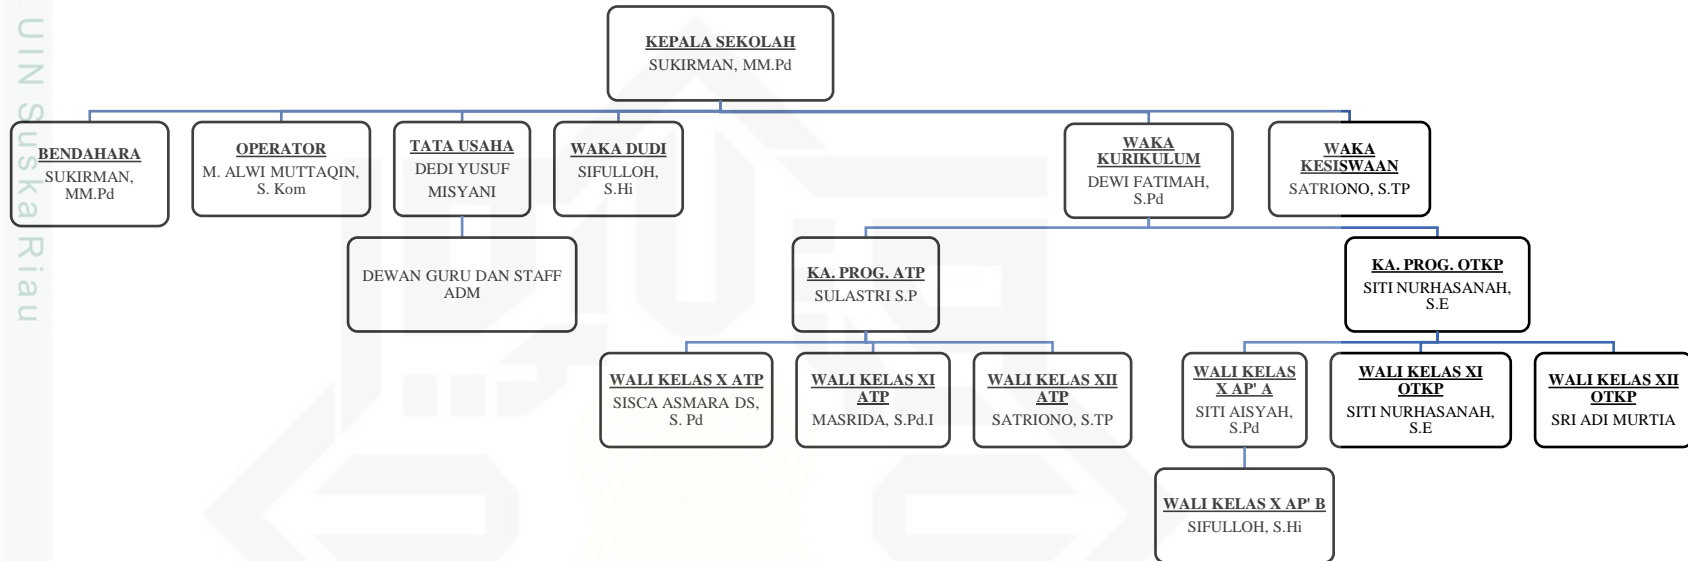 UIN Suska Riau
KEPALA SEKOLAH
SUKIRMAN, MM.Pd
BENDAHARA
SUKIRMAN,
MM.Pd
OPERATOR
M. ALWI MUTTAQIN,
S. Kom
TATA USAHA
DEDI YUSUF
MISYANI
WAKA DUDI
SIFULLOH,
S.Hi
WAKA
KURIKULUM
DEWI FATIMAH,
S.Pd
WAKA
KESISWAAN
SATRIONO, S.TP
DEWAN GURU DAN STAFF
ADM
KA. PROG. ATP
SULASTRI S.P
KA. PROG. OTKP
SITI NURHASANAH,
S.E
WALI KELAS X ATP
SISCA ASMARA DS,
S. Pd
WALI KELAS XI
ATP
MASRIDA, S.Pd.I
WALI KELAS XII
ATP
SATRIONO, S.TP
WALI KELAS
X AP' A
SITI AISYAH,
S.Pd
WALI KELAS XI
OTKP
SITI NURHASANAH,
S.E
WALI KELAS XII
OTKP
SRI ADI MURTIA
WALI KELAS X AP' B
SIFULLOH, S.Hi